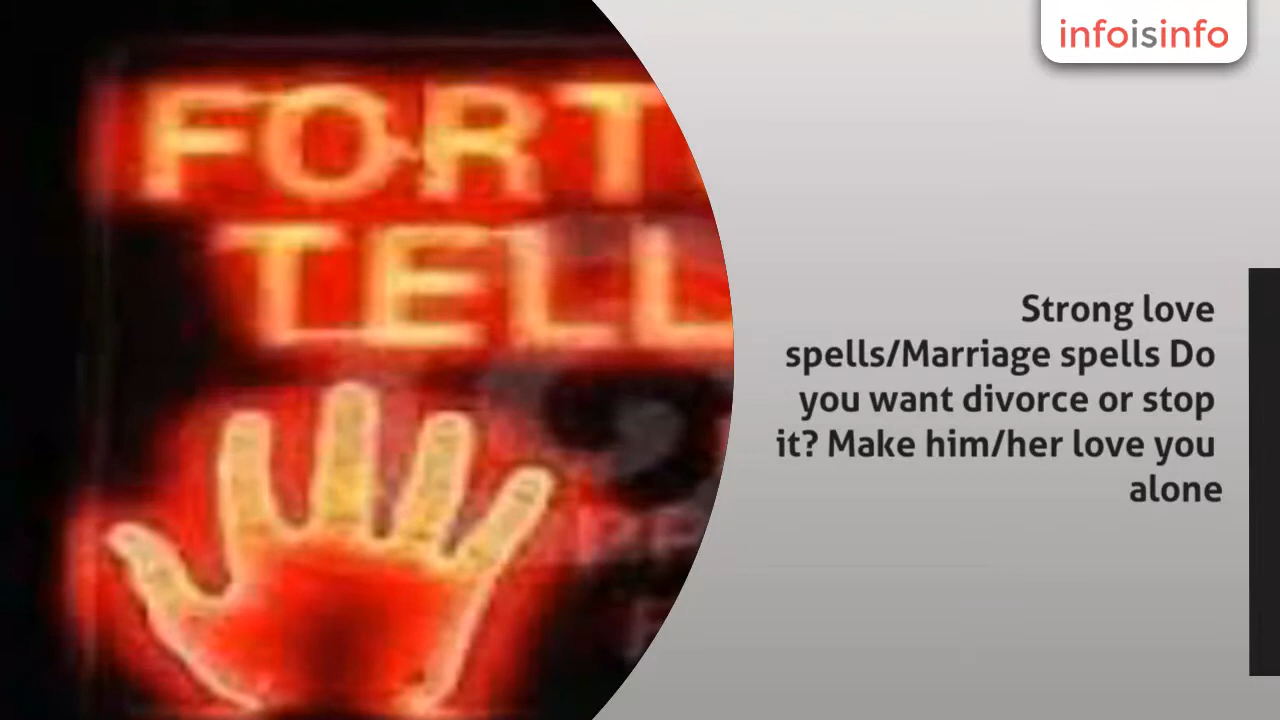 infoisinfo
FORT
TELL
Strong love
spells/Marriage spells Do
you want divorce or stop
it? Make him/her love you
alone